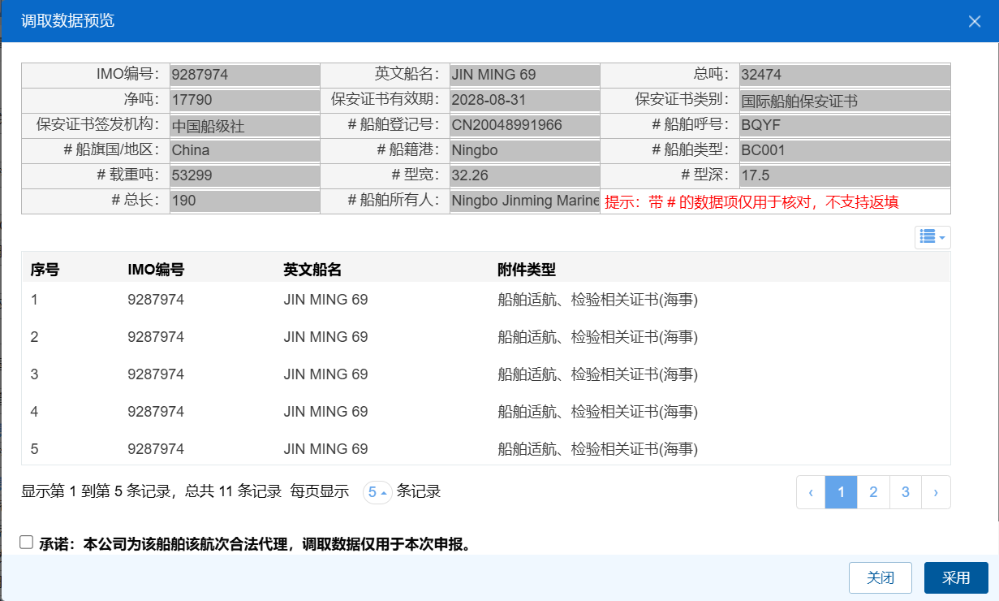 调取数据预览
IMO编号： 9287974 英文船名： JIN MING 69 总吨： 32474
净吨： 17790 保安证书有效期： 2028-08-31 保安证书类别： 国际船舶保安证书
保安证书签发机构： 中国船级社 # 船舶登记号： CN20048991966 # 船舶呼号： BQYF
# 船旗国/地区： China # 船籍港： Ningbo # 船舶类型： BC001
# 载重吨： 53299 # 型宽： 32.26 # 型深： 17.5
# 总长： 190 # 船舶所有人： Ningbo Jinming Marine 提示：带 # 的数据项仅用于核对，不支持返填
序号 IMO编号 英文船名 附件类型
1 9287974 JIN MING 69 船舶适航、检验相关证书(海事)
2 9287974 JIN MING 69 船舶适航、检验相关证书(海事)
3 9287974 JIN MING 69 船舶适航、检验相关证书(海事)
4 9287974 JIN MING 69 船舶适航、检验相关证书(海事)
5 9287974 JIN MING 69 船舶适航、检验相关证书(海事)
显示第 1 到第 5 条记录，总共 11 条记录 每页显示 5 条记录 ‹ 1 2 3 ›
承诺：本公司为该船舶该航次合法代理，调取数据仅用于本次申报。
关闭 采用